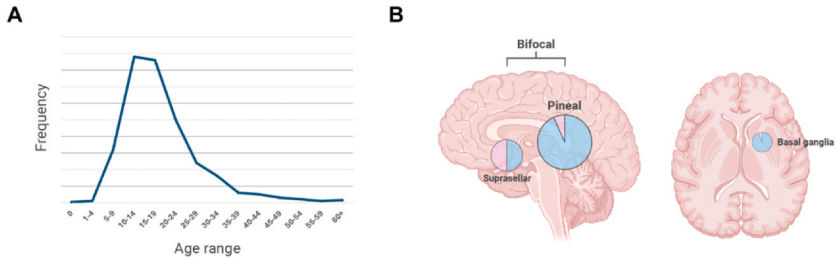 A
Frequency
0
1-4
5-9
10-14
15-19
20-24
25-29
30-34
35-39
40-44
45-49
50-54
55-59
60+
Age range
B
Bifocal
Pineal
Suprasellar
Basal ganglia